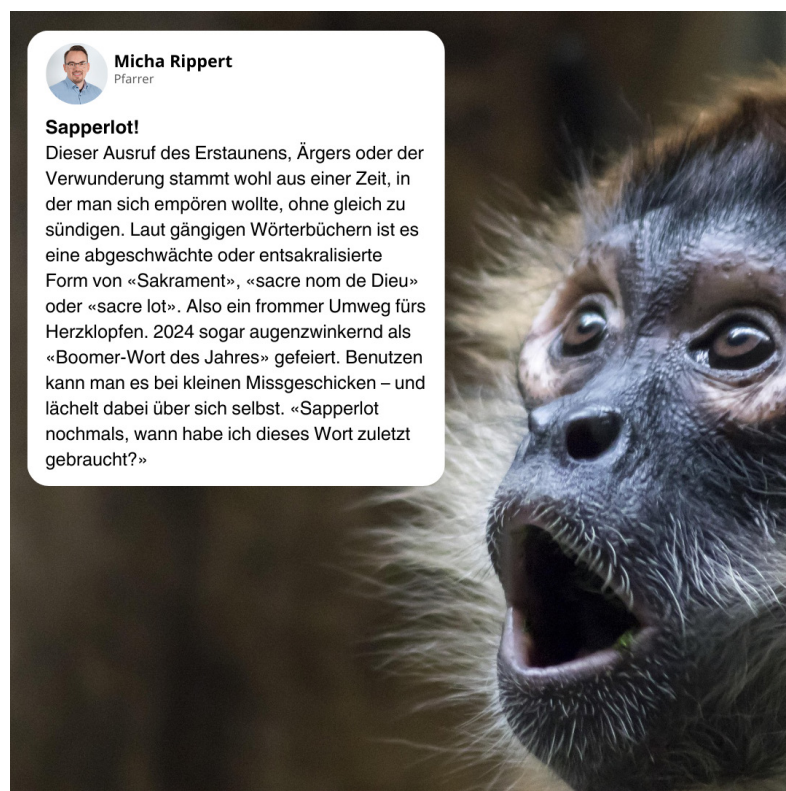 Micha Rippert
Pfarrer
Sapperlot!
Dieser Ausruf des Erstaunens, Ärgers oder der
Verwunderung stammt wohl aus einer Zeit, in
der man sich empören wollte, ohne gleich zu
sündigen. Laut gängigen Wörterbüchern ist es
eine abgeschwächte oder entsakralisierte
Form von «Sakrament», «sacre nom de Dieu»
oder «sacre lot». Also ein frommer Umweg fürs
Herzklopfen. 2024 sogar augenzwinkernd als
«Boomer-Wort des Jahres» gefeiert. Benutzen
kann man es bei kleinen Missgeschicken – und
lächelt dabei über sich selbst. «Sapperlot
nochmals, wann habe ich dieses Wort zuletzt
gebraucht?»